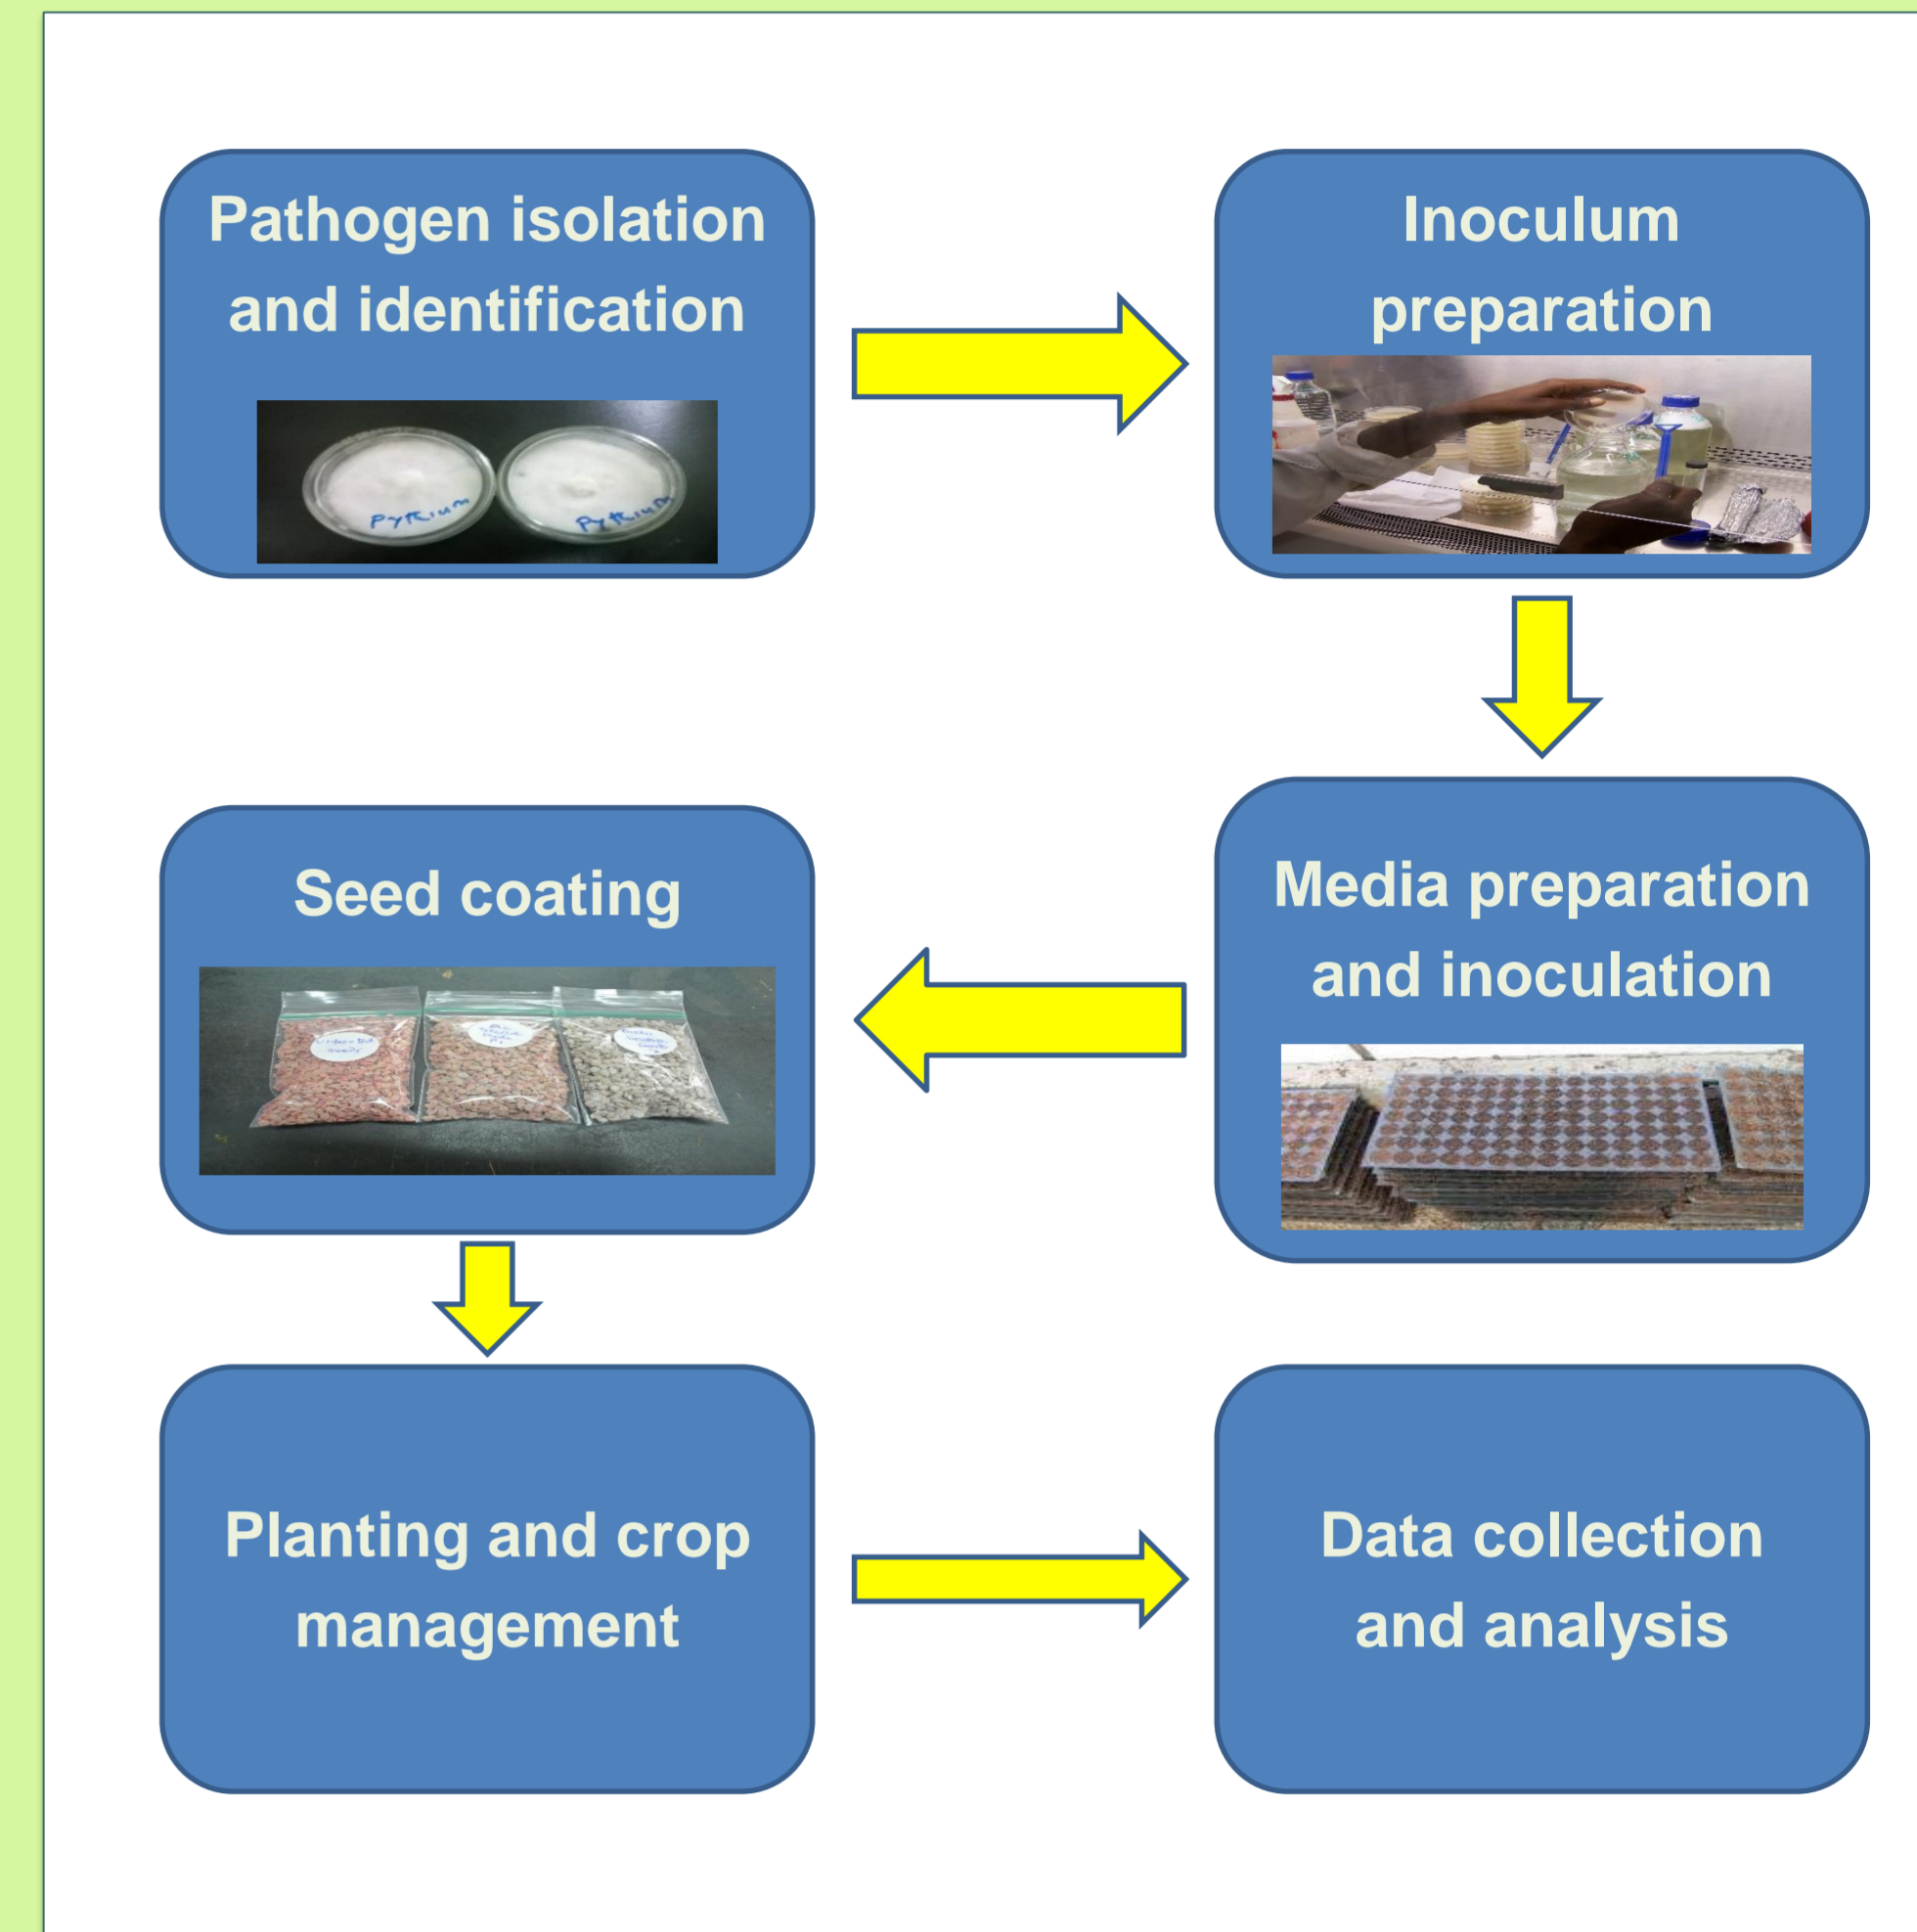 Pathogen isolation
and identification
Pythium
Pythium
Inoculum
preparation
Media preparation
and inoculation
Seed coating
Planting and crop
management
Data collection
and analysis